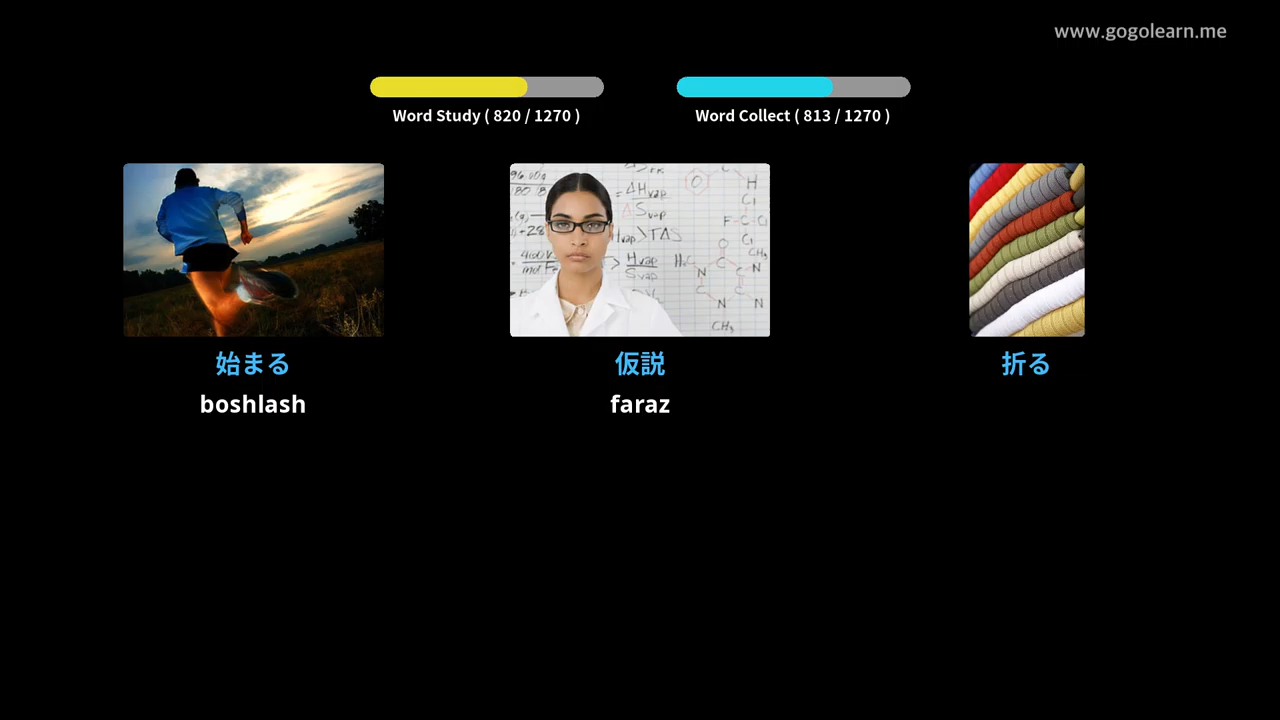 www.gogolearn.me
Word Study ( 820 / 1270 )
Word Collect ( 813 / 1270 )
始まる
仮説
折る
boshlash
faraz